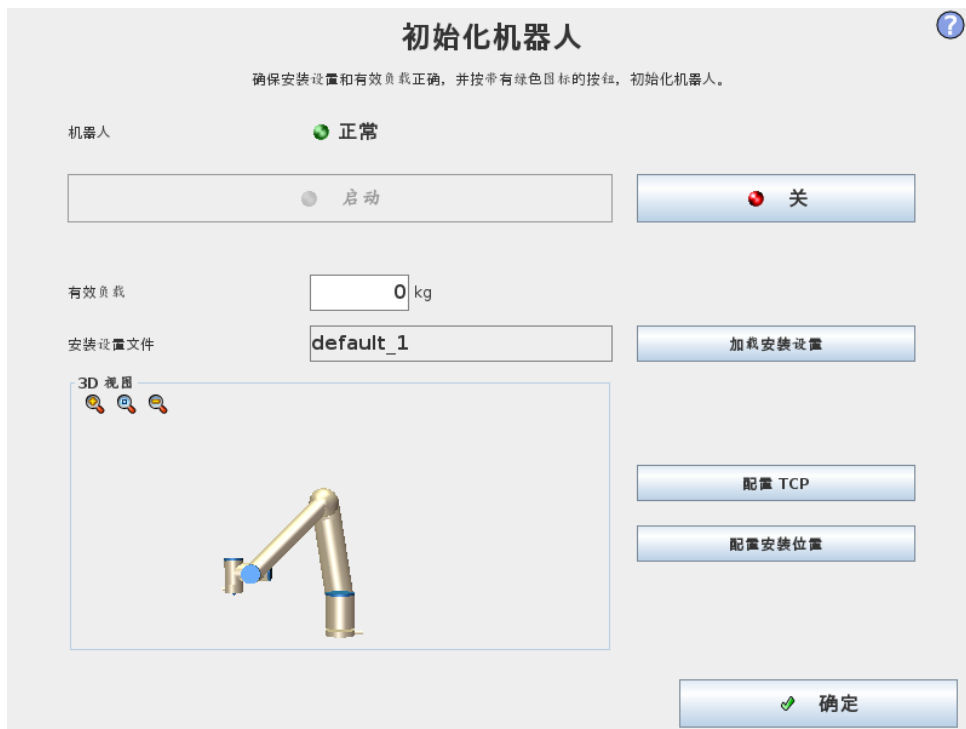 初始化机器人
?
确保安装设置和有效负载正确，并按带有绿色图标的按钮，初始化机器人。
机器人 正常
启动 关
有效负载 0 kg
安装设置文件 default_1 加载安装设置
3D 视图
配置 TCP
配置安装位置
确定